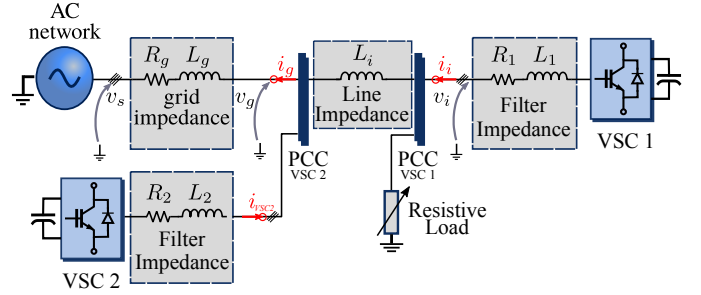 AC
network
R_g L_g
grid
impedance
v_s
v_g
i_g
L_i
Line
Impedance
i_i
v_i
R_1 L_1
Filter
Impedance
VSC 1
PCC
VSC 2
PCC
VSC 1
Resistive
Load
R_2 L_2
Filter
Impedance
i_VSC2
VSC 2